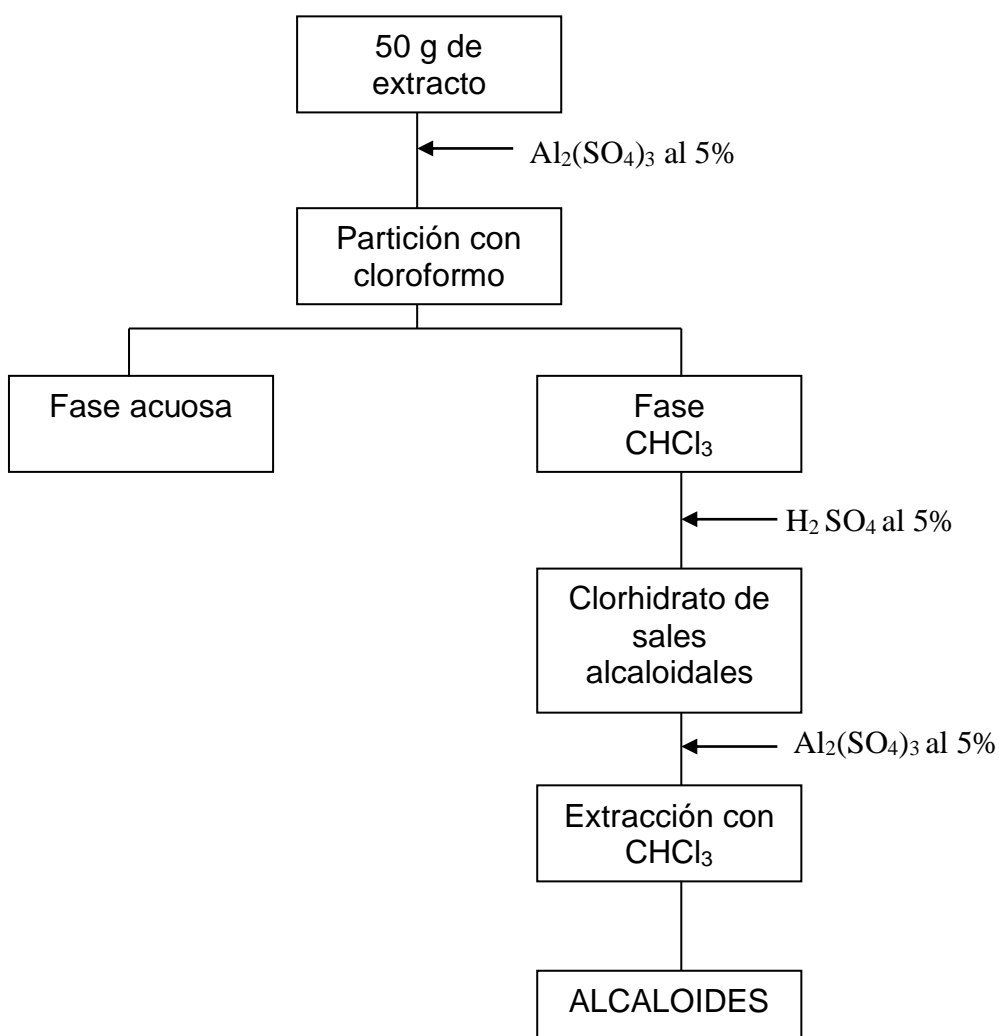 50 g de
extracto
Al₂(SO₄)₃ al 5%
Partición con
cloroformo
Fase acuosa
Fase
CHCl₃
H₂ SO₄ al 5%
Clorhidrato de
sales
alcaloidales
Al₂(SO₄)₃ al 5%
Extracción con
CHCl₃
ALCALOIDES